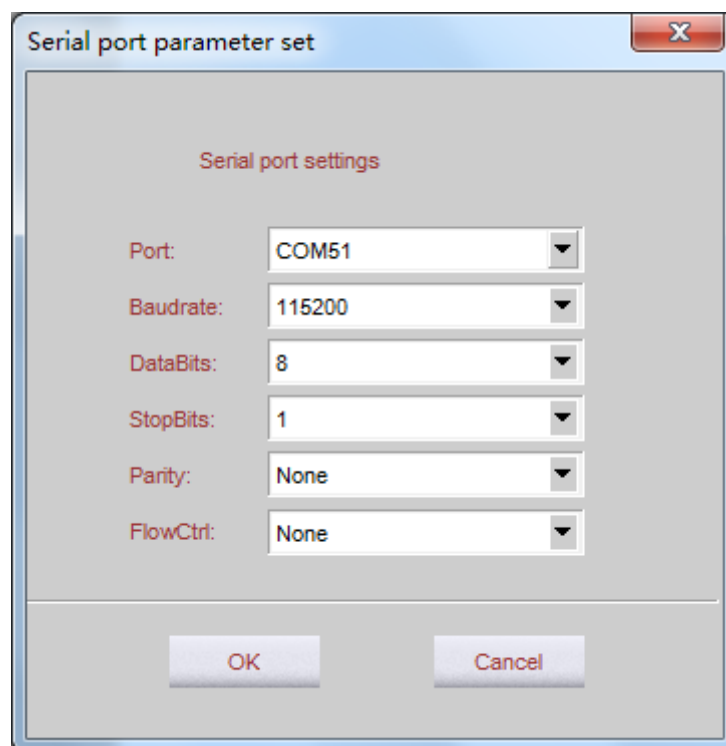 Serial port parameter set
Serial port settings
Port: COM51
Baudrate: 115200
DataBits: 8
StopBits: 1
Parity: None
FlowCtrl: None
OK Cancel